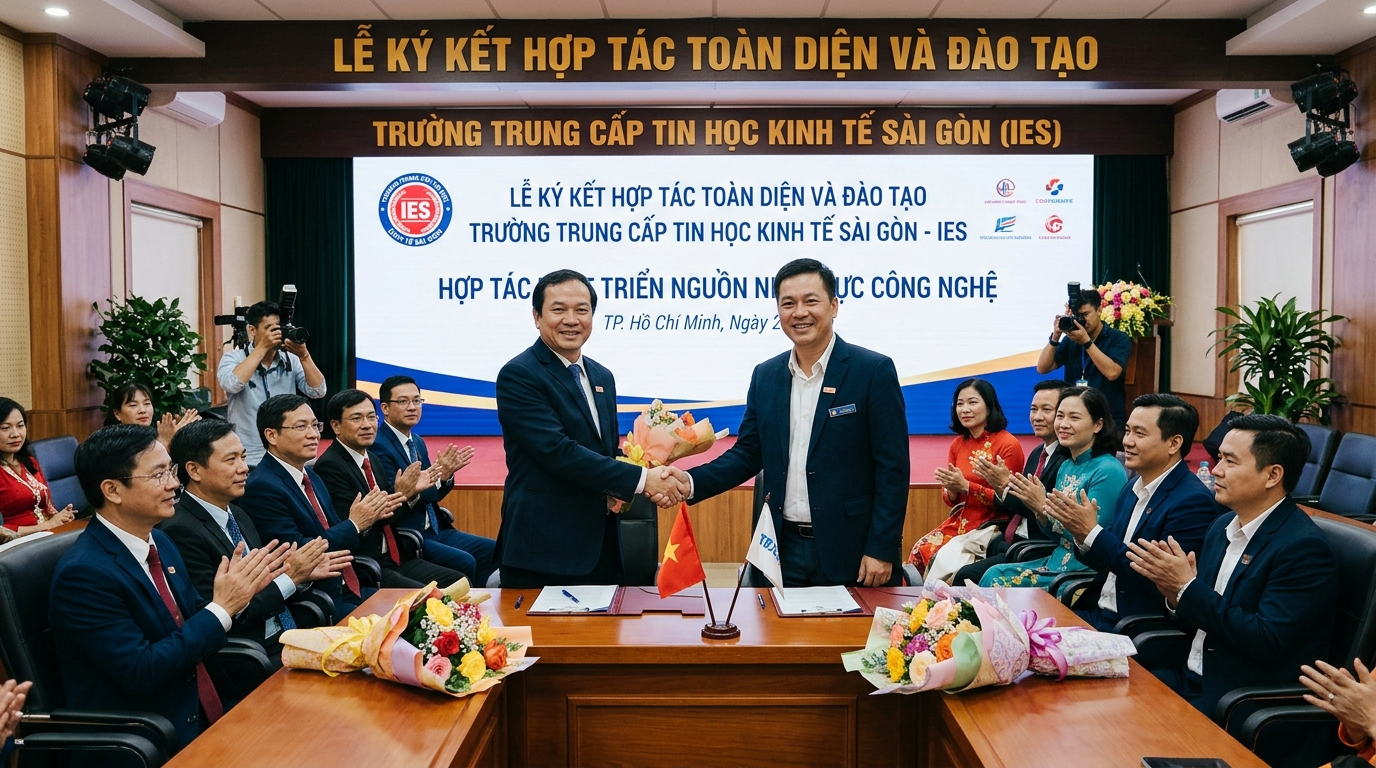 LỄ KÝ KẾT HỢP TÁC TOÀN DIỆN VÀ ĐÀO TẠO
TRƯỜNG TRUNG CẤP TIN HỌC KINH TẾ SÀI GÒN (IES)
LỄ KÝ KẾT HỢP TÁC TOÀN DIỆN VÀ ĐÀO TẠO
TRƯỜNG TRUNG CẤP TIN HỌC KINH TẾ SÀI GÒN - IES
IES
HỢP TÁC TRIỂN NGUỒN CÔNG NGHỆ
TP. Hồ Chí Minh, Ngày 2